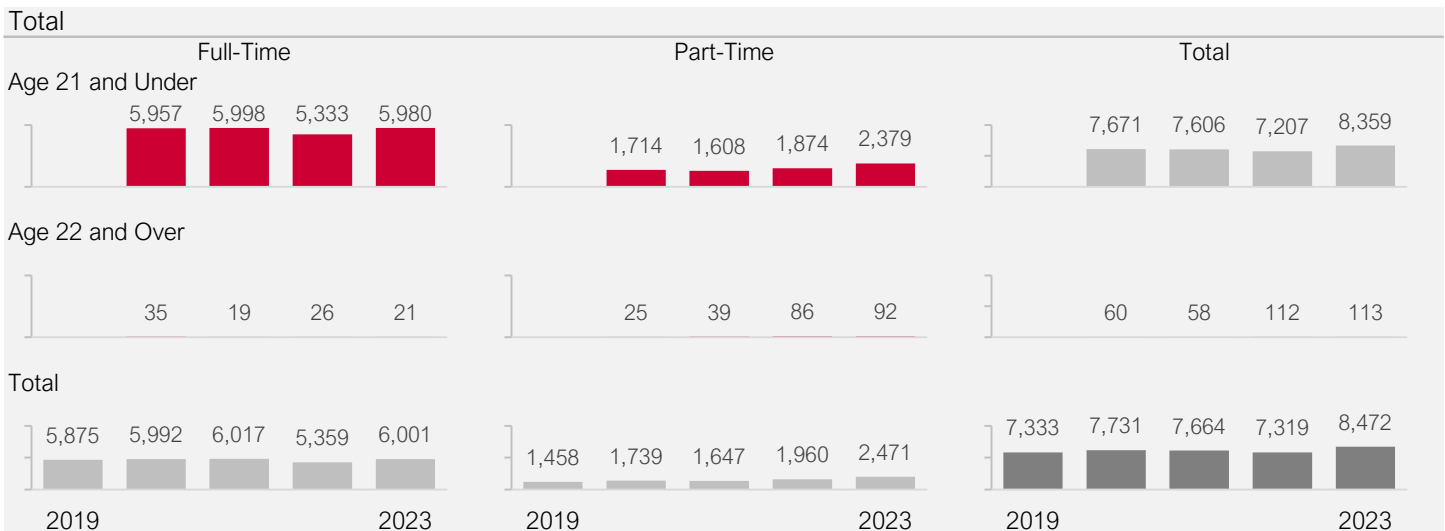 Total
Full-Time Part-Time Total
Age 21 and Under
5,957 5,998 5,333 5,980 1,714 1,608 1,874 2,379 7,671 7,606 7,207 8,359
Age 22 and Over
35 19 26 21 25 39 86 92 60 58 112 113
Total
5,875 5,992 6,017 5,359 6,001 1,458 1,739 1,647 1,960 2,471 7,333 7,731 7,664 7,319 8,472
2019 2023 2019 2023 2019 2023